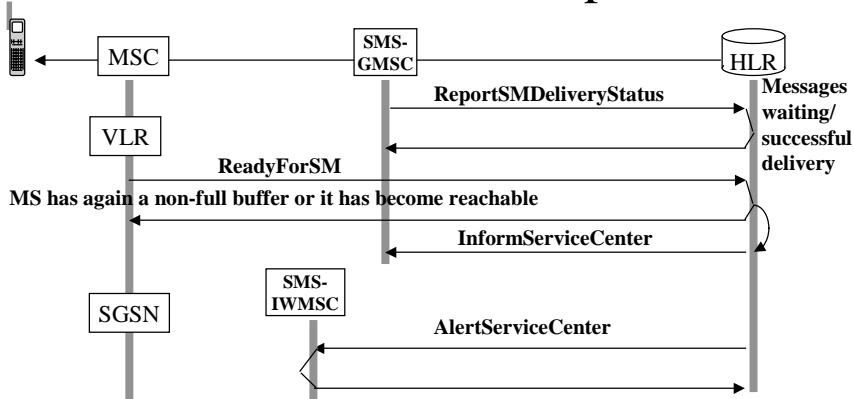 MSC
SMS-
GMSC
HLR
ReportSMDeliveryStatus
Messages
waiting/
successful
delivery
VLR
ReadyForSM
MS has again a non-full buffer or it has become reachable
InformServiceCenter
SMS-
IWMSC
SGSN
AlertServiceCenter